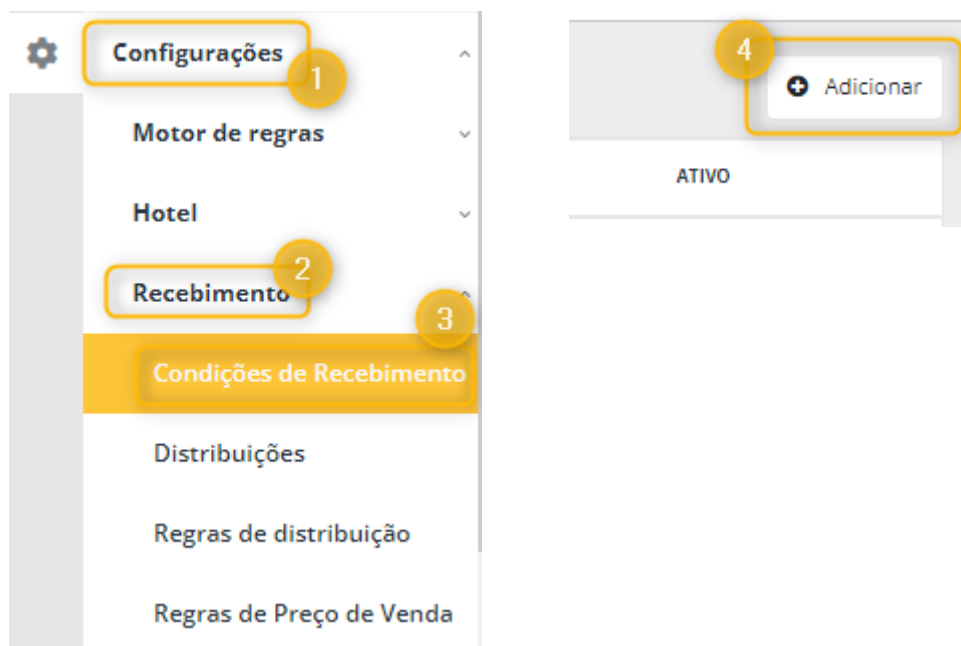 Configurações
1
Motor de regras
Hotel
2
Recebimento
3
Condições de Recebimento
Distribuições
Regras de distribuição
Regras de Preço de Venda
4
Adicionar
ATIVO